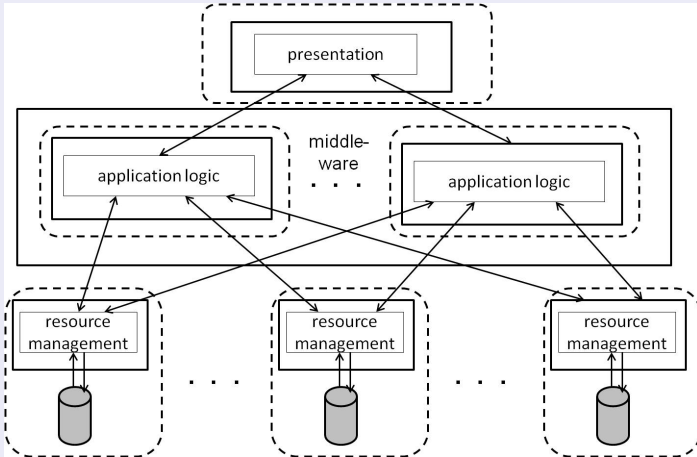 presentation
middle-
ware
. . .
application logic
application logic
resource
management
resource
management
resource
management
. . .
. . .